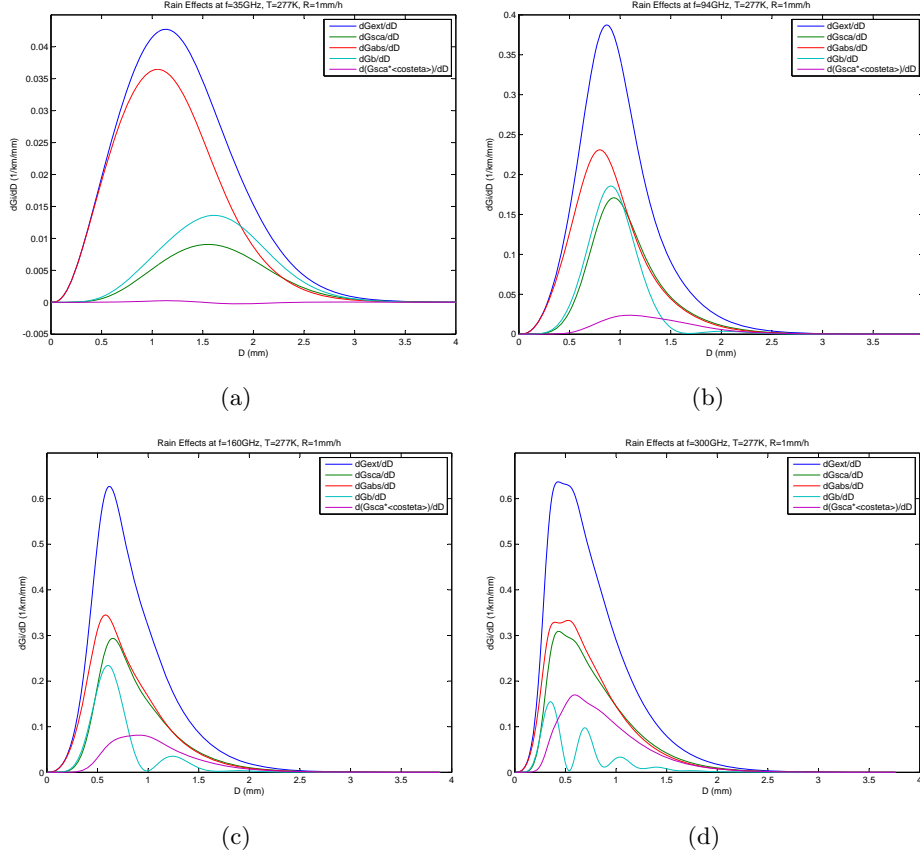 Rain Effects at f=35GHz, T=277K, R=1mm/h
dGext/dD
dGsca/dD
dGabs/dD
dGb/dD
d(Gsca*<costeta>)/dD
0.04
0.035
0.03
0.025
0.02
0.015
0.01
0.005
0
-0.005
dGi/dD (1/km/mm)
0 0.5 1 1.5 2 2.5 3 3.5 4
D (mm)
(a)
Rain Effects at f=94GHz, T=277K, R=1mm/h
dGext/dD
dGsca/dD
dGabs/dD
dGb/dD
d(Gsca*<costeta>)/dD
0.4
0.35
0.3
0.25
0.2
0.15
0.1
0.05
0
dGi/dD (1/km/mm)
0 0.5 1 1.5 2 2.5 3 3.5
D (mm)
(b)
Rain Effects at f=160GHz, T=277K, R=1mm/h
dGext/dD
dGsca/dD
dGabs/dD
dGb/dD
d(Gsca*<costeta>)/dD
0.6
0.5
0.4
0.3
0.2
0.1
0
dGi/dD (1/km/mm)
0 0.5 1.0 1.5 2 2.5 3 3.5 4
D (mm)
(c)
Rain Effects at f=300GHz, T=277K, R=1mm/h
dGext/dD
dGsca/dD
dGabs/dD
dGb/dD
d(Gsca*<costeta>)/dD
0.6
0.5
0.4
0.3
0.2
0.1
0
dGi/dD (1/km/mm)
0 0.5 1 1.5 2 2.5 3 3.5 4
D (mm)
(d)